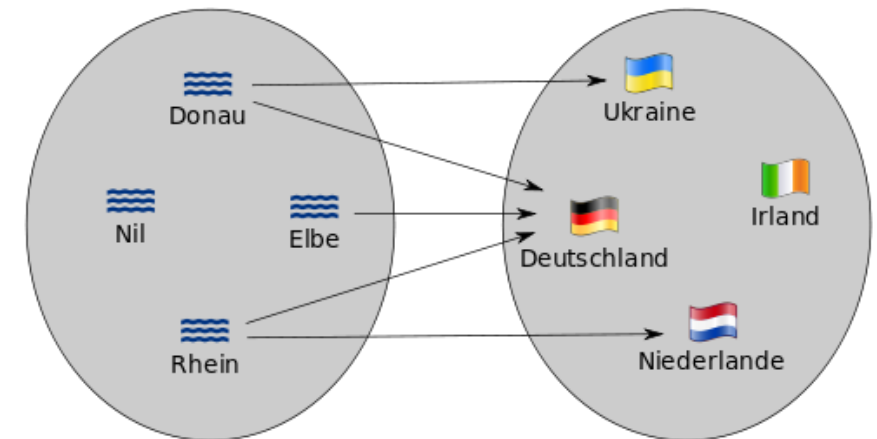 Donau
Ukraine
Nil
Elbe
Irland
Deutschland
Rhein
Niederlande